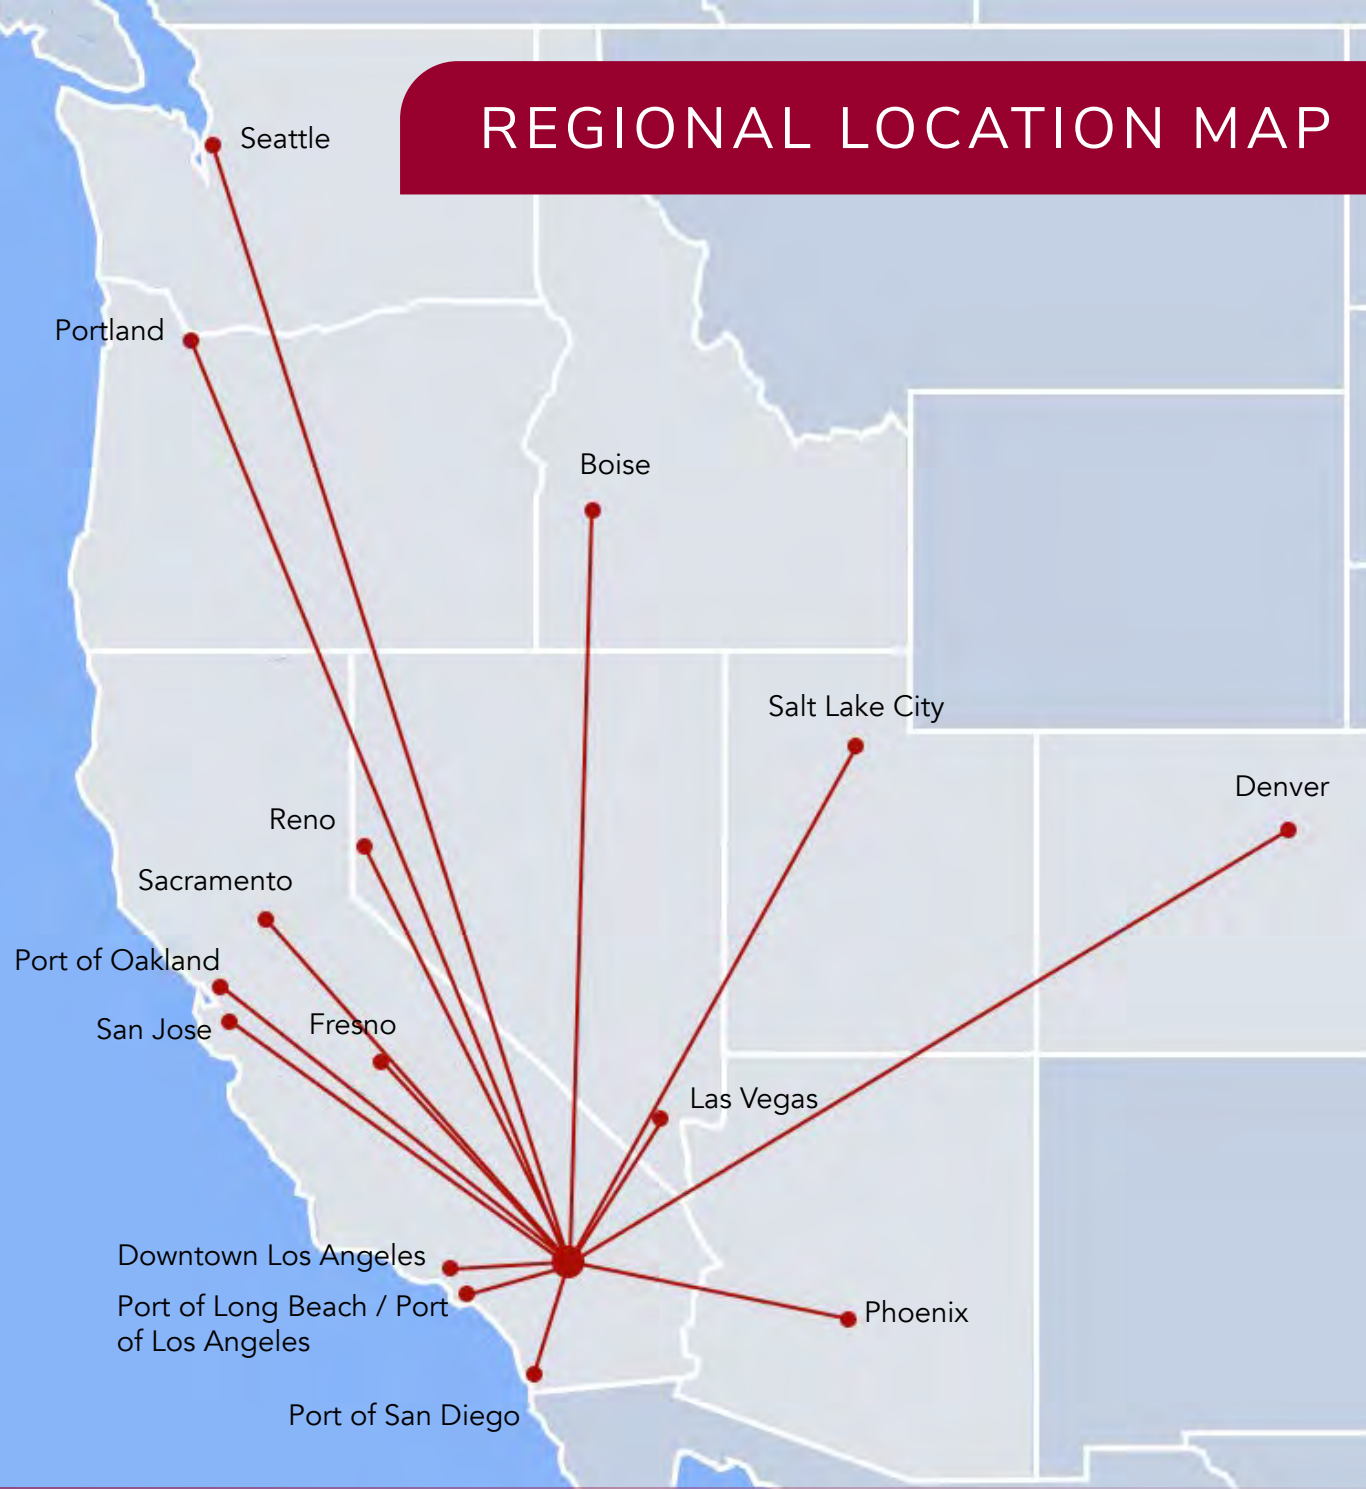 REGIONAL LOCATION MAP
Seattle
Portland
Boise
Salt Lake City
Denver
Reno
Sacramento
Port of Oakland
San Jose
Fresno
Las Vegas
Downtown Los Angeles
Port of Long Beach / Port
of Los Angeles
Phoenix
Port of San Diego